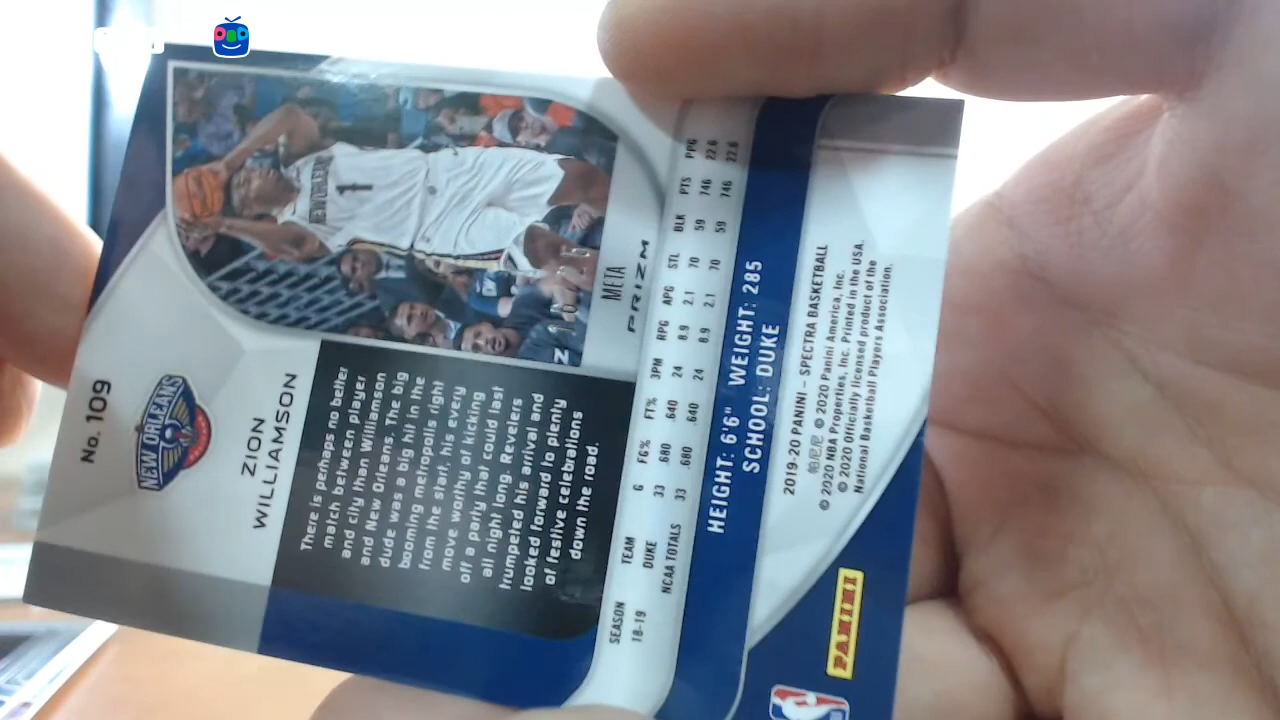 No. 109
NEW ORLEANS
ZION
WILLIAMSON
There is perhaps no better
match between player
and city than Williamson
and New Orleans. The big
dude was a big hit in the
booming metropolis right
from the start, his every
move worthy of kicking
off a party that could last
all night long. Revelers
trumpeted his arrival and
looked forward to plenty
of festive celebrations
down the road.
1
META
PRIZM
SEASON TEAM G FG% FT% 3PM RPG APG STL BLK PTS PPG
18-19 DUKE 33 .680 .640 24 8.9 2.1 70 59 746 22.6
NCAA TOTALS 33 .680 .640 24 8.9 2.1 70 59 746 22.6
HEIGHT: 6'6" WEIGHT: 285
SCHOOL: DUKE
2019-20 PANINI – SPECTRA BASKETBALL
帕尼尼 © 2020 Panini America, Inc.
© 2020 NBA Properties, Inc. Printed in the USA.
© 2020 Officially licensed product of the
National Basketball Players Association.
PANINI